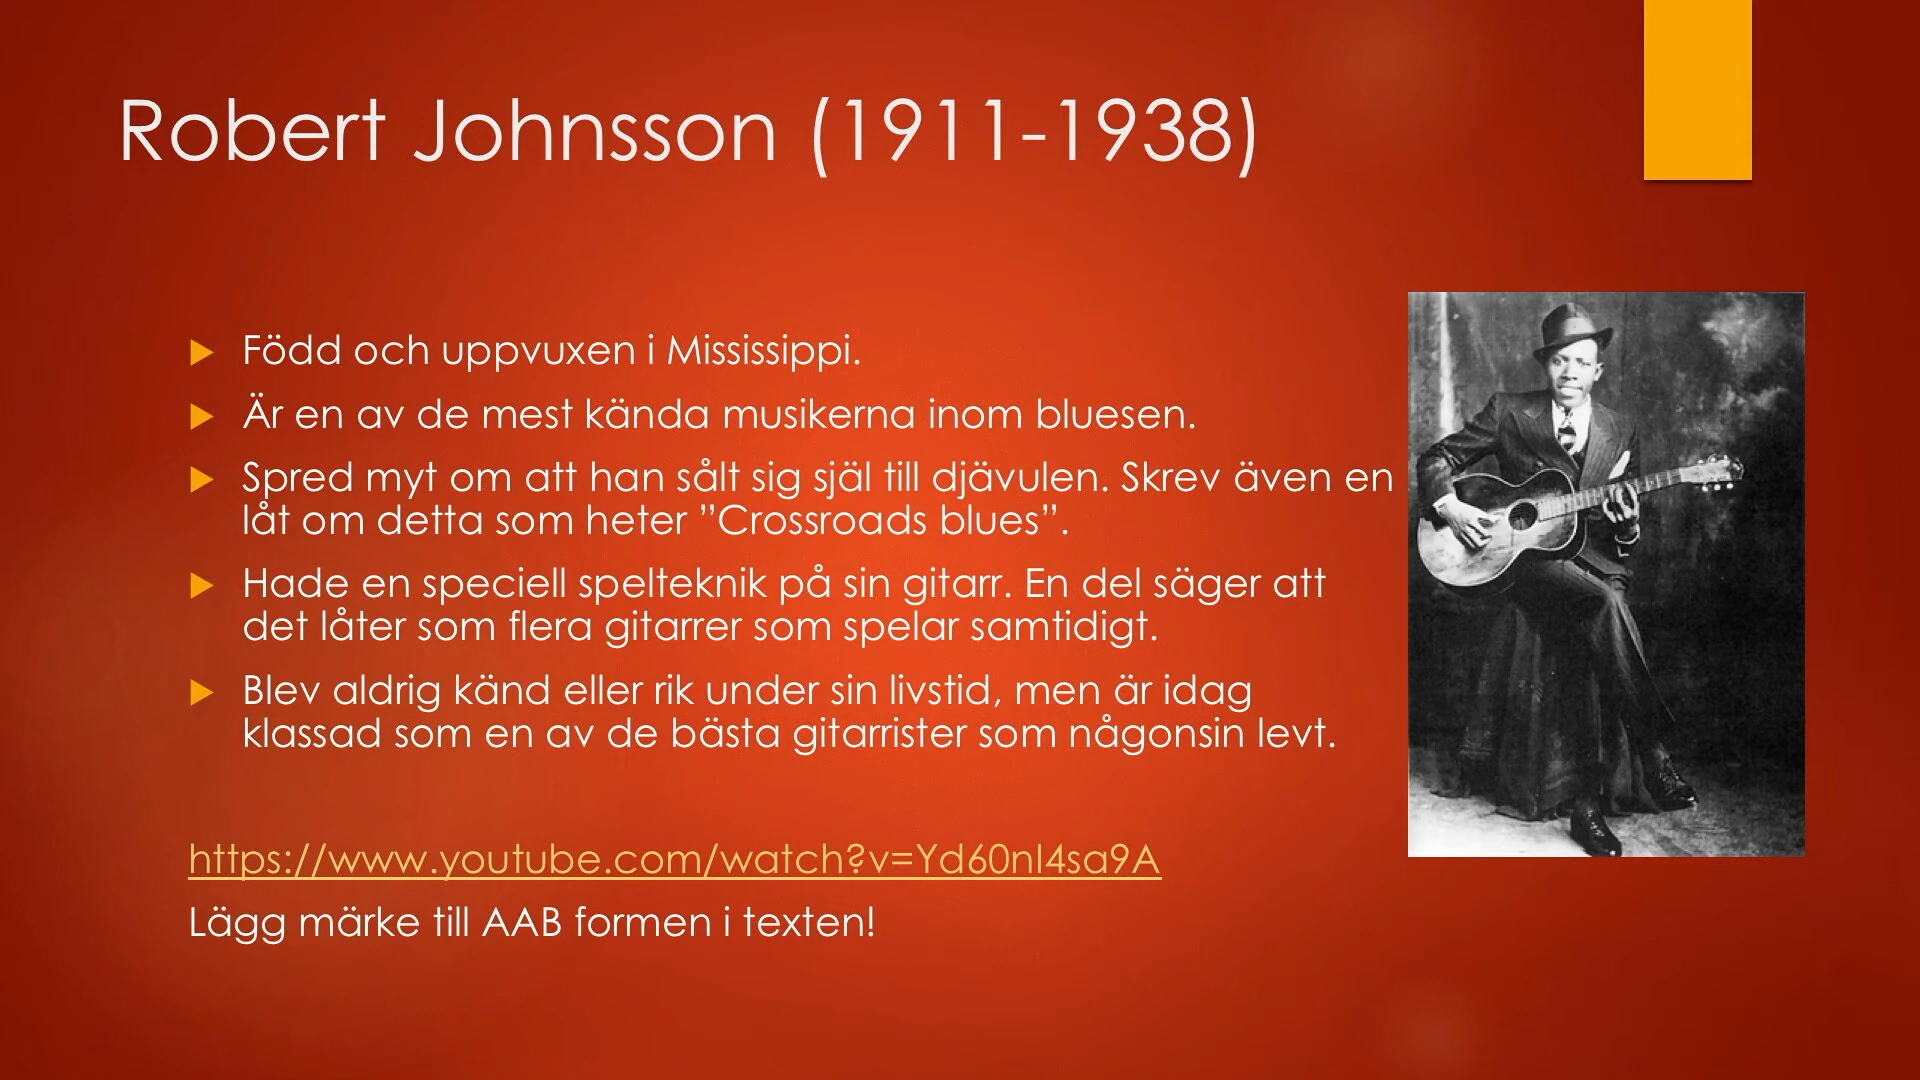 Robert Johnsson (1911-1938)
Född och uppvuxen i Mississippi.
Är en av de mest kända musikerna inom bluesen.
Spred myt om att han sålt sig själ till djävulen. Skrev även en
låt om detta som heter ”Crossroads blues”.
Hade en speciell spelteknik på sin gitarr. En del säger att
det låter som flera gitarrer som spelar samtidigt.
Blev aldrig känd eller rik under sin livstid, men är idag
klassad som en av de bästa gitarrister som någonsin levt.
https://www.youtube.com/watch?v=Yd60nI4sa9A
Lägg märke till AAB formen i texten!